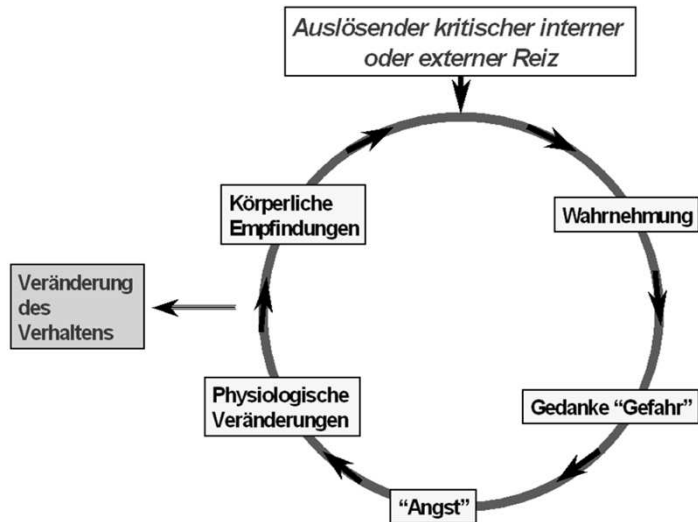 Auslösender kritischer interner
oder externer Reiz
Körperliche
Empfindungen
Wahrnehmung
Veränderung
des
Verhaltens
Physiologische
Veränderungen
Gedanke “Gefahr”
“Angst”